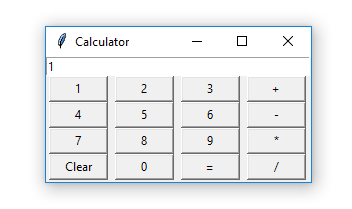 Calculator
1
1 2 3 +
4 5 6 -
7 8 9 *
Clear 0 = /